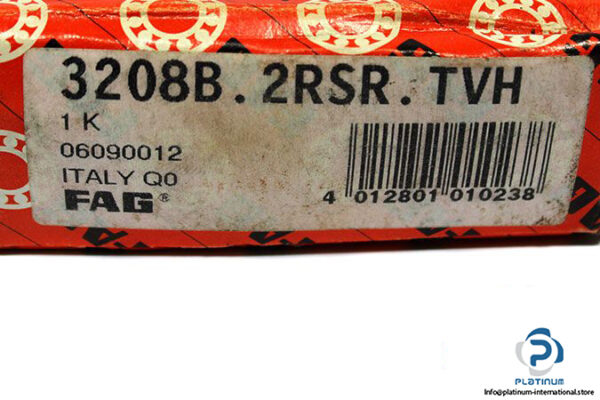 3208B . 2RSR . TVH
1 K
06090012
ITALY Q0
FAG®
4 012801 010238
PLATINUM
Info@platinum-international.store